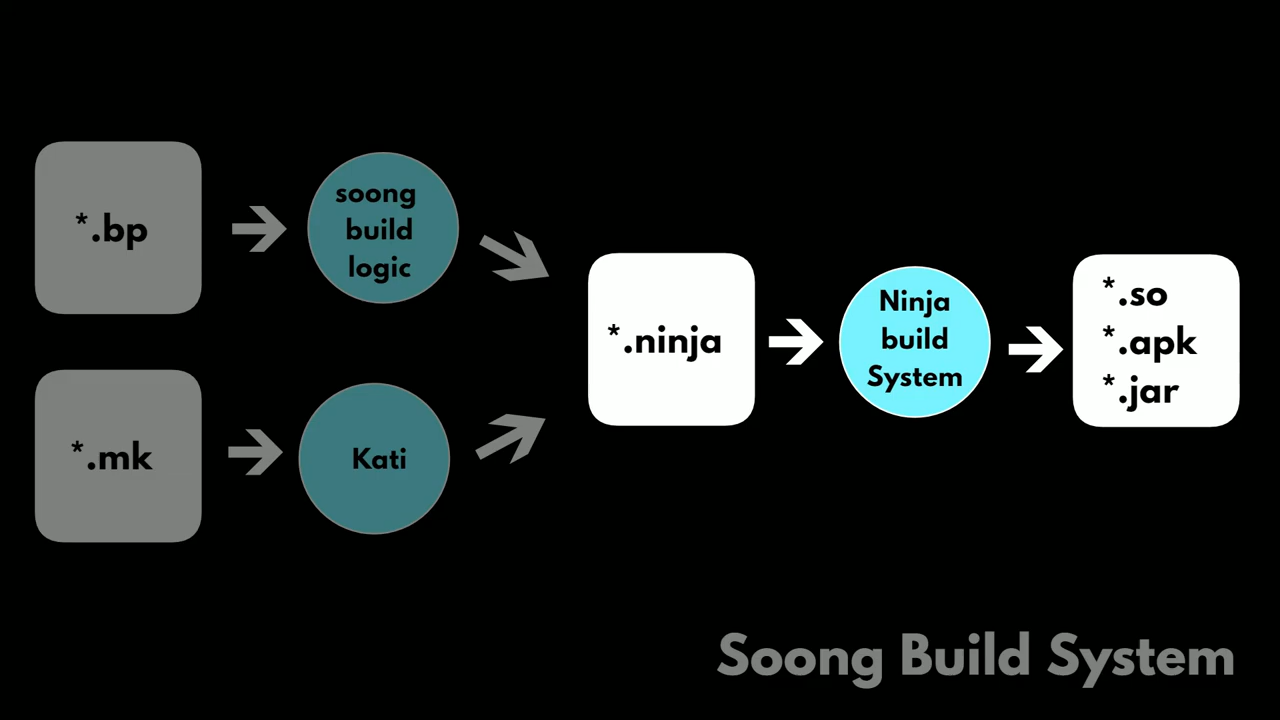 *.bp
soong
build
logic
*.mk
Kati
*.ninja
Ninja
build
System
*.so
*.apk
*.jar
Soong Build System